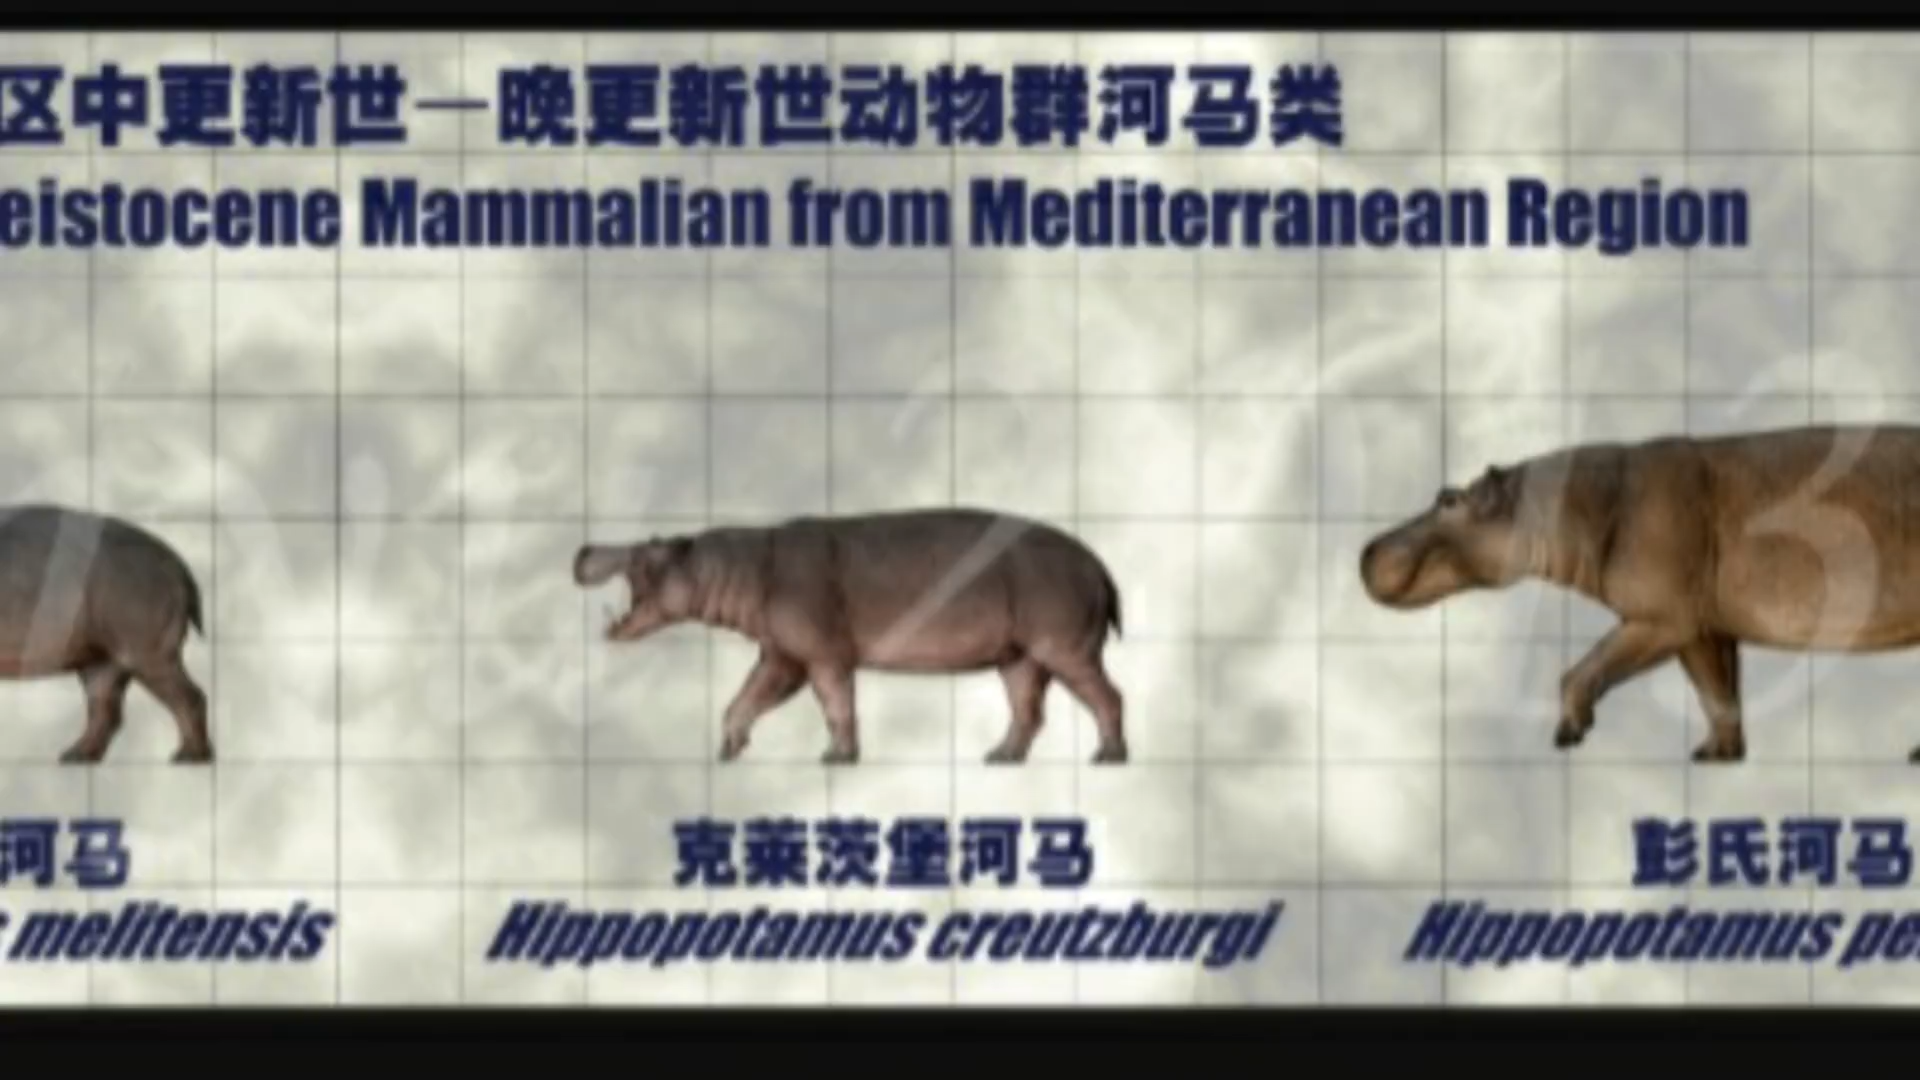 区中更新世—晚更新世动物群河马类
eistocene Mammalian from Mediterranean Region
河马
melitensis
克莱茨堡河马
Hippopotamus creutzburgi
彭氏河马
Hippopotamus pe